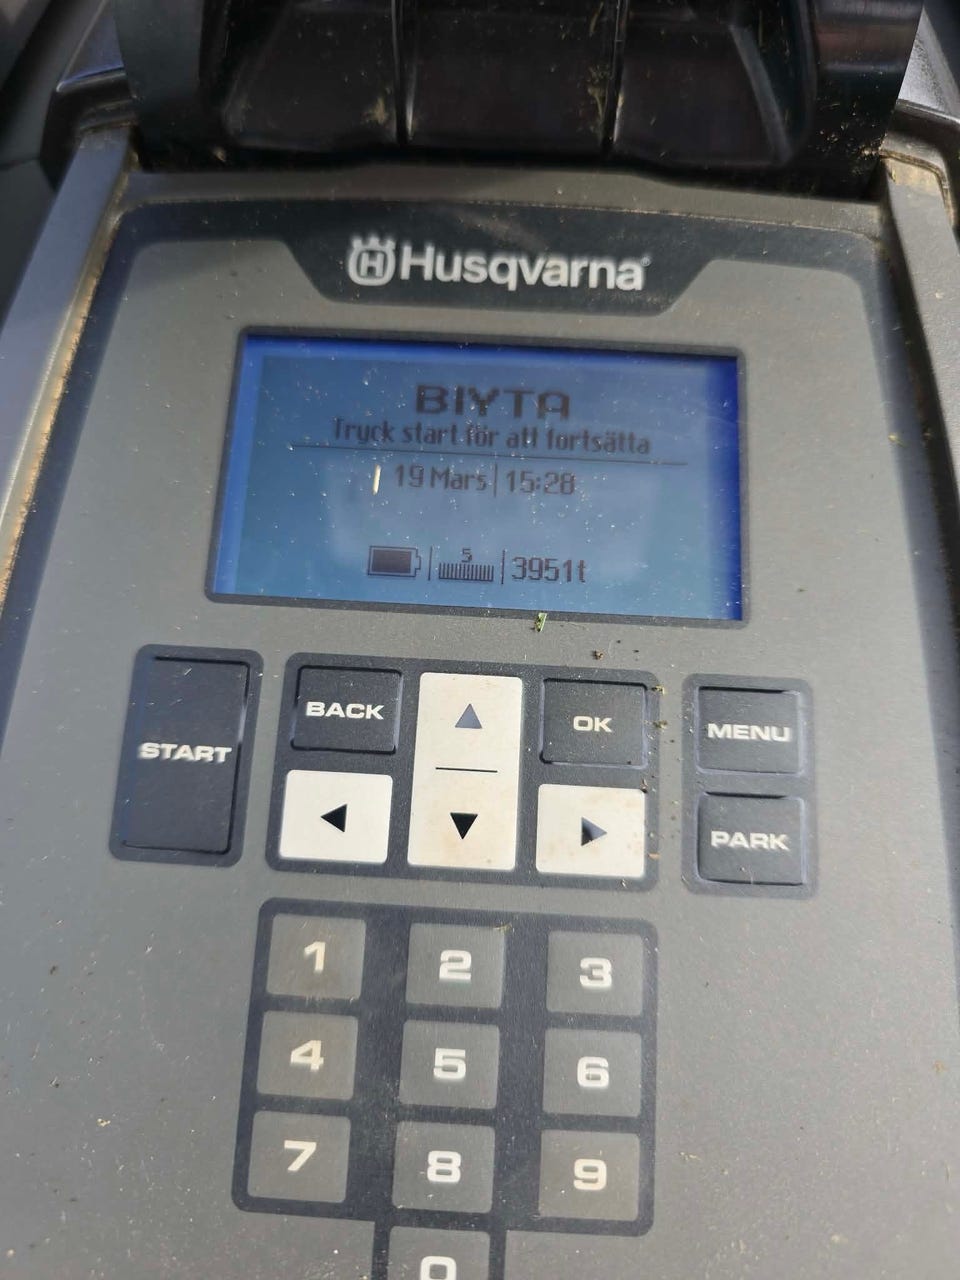 Husqvarna
BIYTA
Tryck start för att fortsätta
19 Mars 15:28
5
3951t
START
BACK
OK
MENU
PARK
1 2 3
4 5 6
7 8 9
0